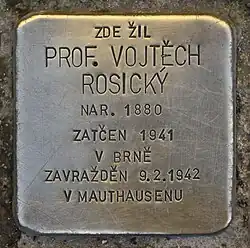 ZDE ŽIL
PROF. VOJTĚCH
ROSICKÝ
NAR. 1880
ZATČEN 1941
V BRNĚ
ZAVRAŽDĚN 9.2.1942
V MAUTHAUSENU